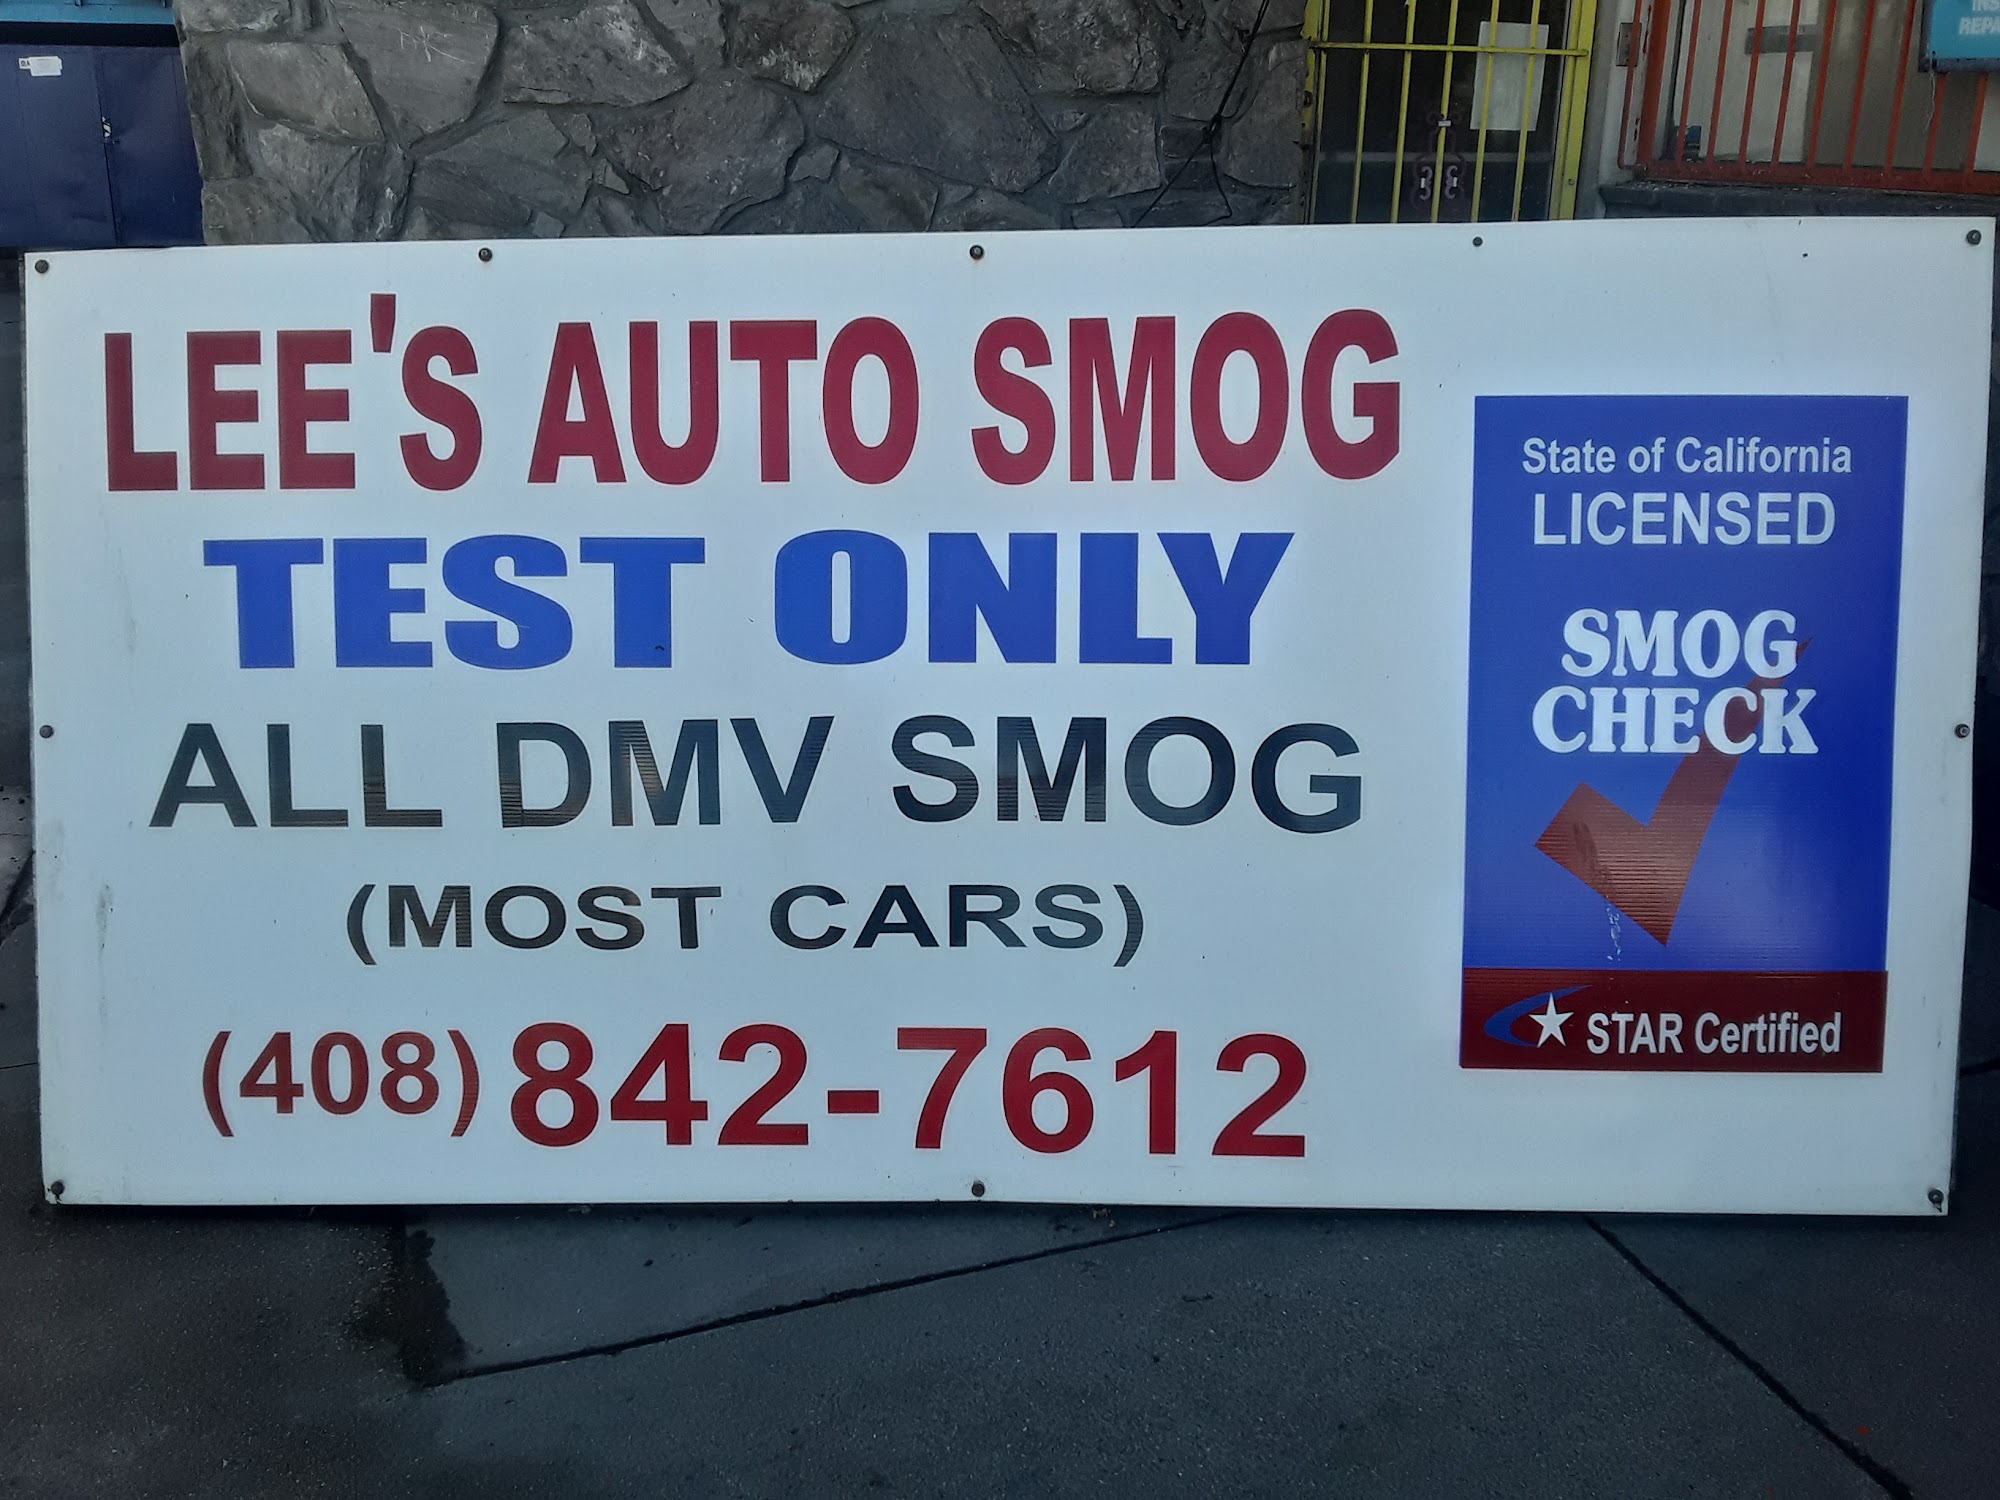 LEE'S AUTO SMOG
TEST ONLY
ALL DMV SMOG
(MOST CARS)
(408) 842-7612
State of California
LICENSED
SMOG
CHECK
STAR Certified